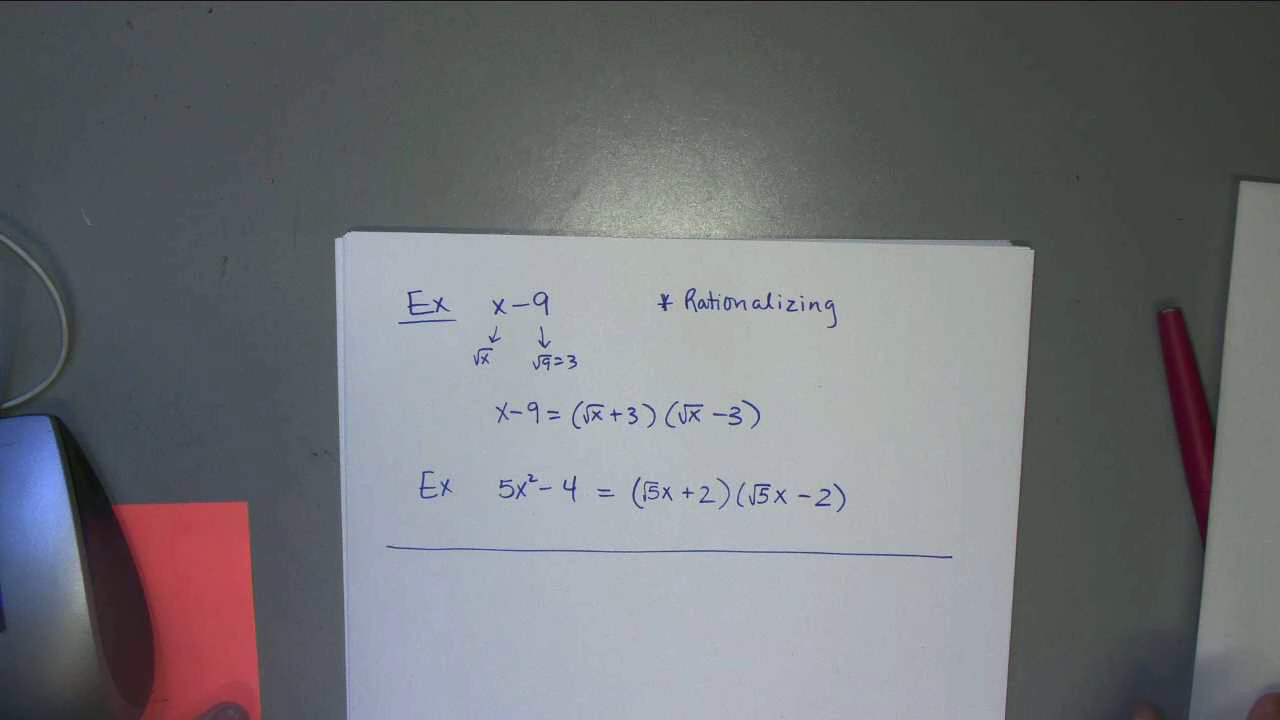 Ex x-9 * Rationalizing
↓ ↓
√x √9=3
x-9=(√x+3)(√x-3)
Ex 5x²-4 = (√5x+2)(√5x-2)